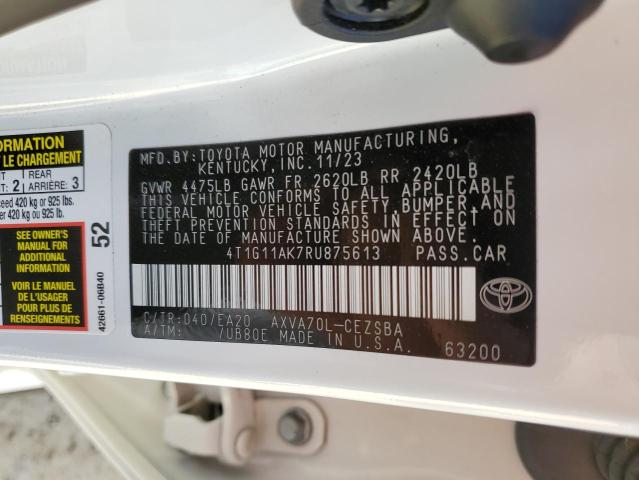 ORMATION
LE CHARGEMENT
REAR
2 ARRIÈRE: 3
ceed 420 kg or 925 lbs.
er 420 kg ou 925 lb.
SEE OWNER'S
MANUAL FOR
ADDITIONAL
INFORMATION
VOIR LE MANUEL
DE L'USAGER
POUR PLUS DE
RENSEIGNEMENTS
52
42661-06B40
MFD.BY: TOYOTA MOTOR MANUFACTURING,
KENTUCKY, INC. 11/23
GVWR 4475LB GAWR FR 2620LB RR 2420LB
THIS VEHICLE CONFORMS TO ALL APPLICABLE
FEDERAL MOTOR VEHICLE SAFETY, BUMPER, AND
THEFT PREVENTION STANDARDS IN EFFECT ON
THE DATE OF MANUFACTURE SHOWN ABOVE.
4T1G11AK7RU875613 PASS.CAR
C/TR:040/EA20 AXVA70L-CEZSBA
A/TM: /UB80E MADE IN U.S.A.
63200